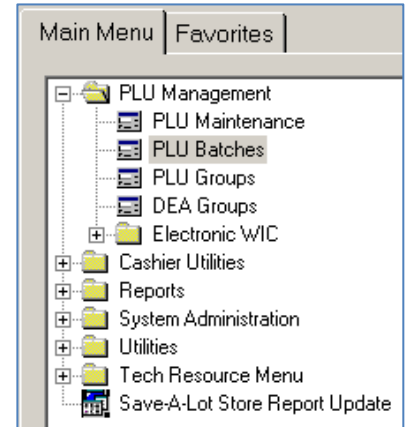 Main Menu Favorites
PLU Management
PLU Maintenance
PLU Batches
PLU Groups
DEA Groups
Electronic WIC
Cashier Utilities
Reports
System Administration
Utilities
Tech Resource Menu
Save-A-Lot Store Report Update